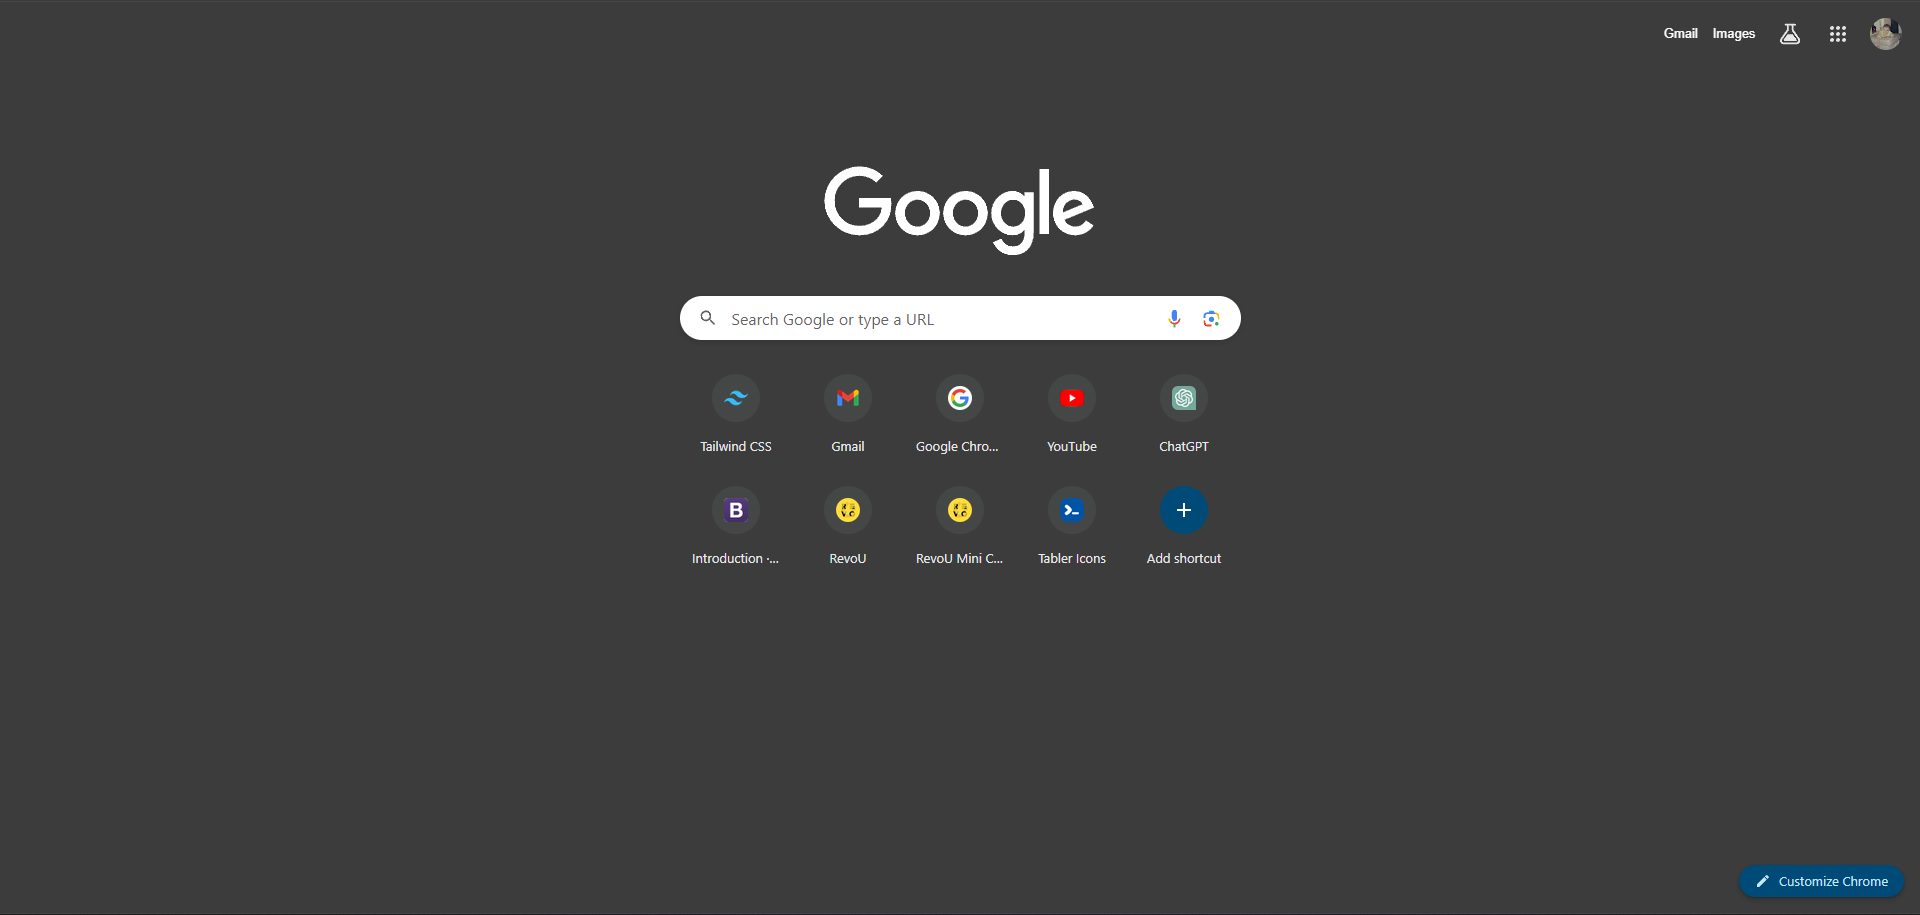 Gmail Images
Google
Search Google or type a URL
Tailwind CSS Gmail Google Chro... YouTube ChatGPT
Introduction ·... RevoU RevoU Mini C... Tabler Icons Add shortcut
Customize Chrome